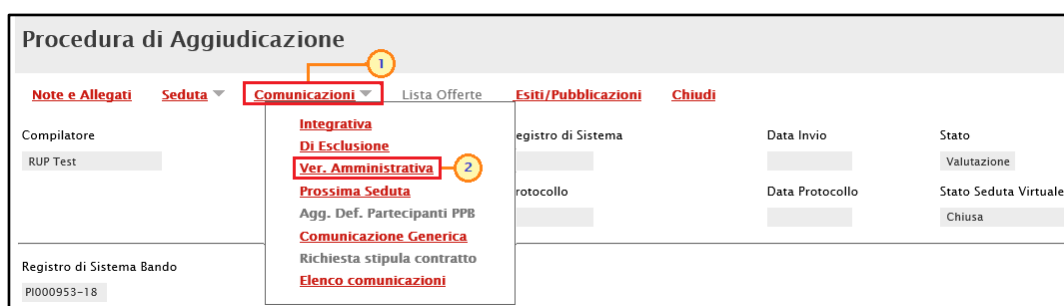 Procedura di Aggiudicazione
1
Note e Allegati Seduta Comunicazioni Lista Offerte Esiti/Pubblicazioni Chiudi
Integrativa
Compilatore egistro di Sistema Data Invio Stato
Di Esclusione
RUP Test Ver. Amministrativa 2 Valutazione
Prossima Seduta rotocollo Data Protocollo Stato Seduta Virtuale
Agg. Def. Partecipanti PPB Chiusa
Comunicazione Generica
Richiesta stipula contratto
Registro di Sistema Bando
Elenco comunicazioni
PI000953-18